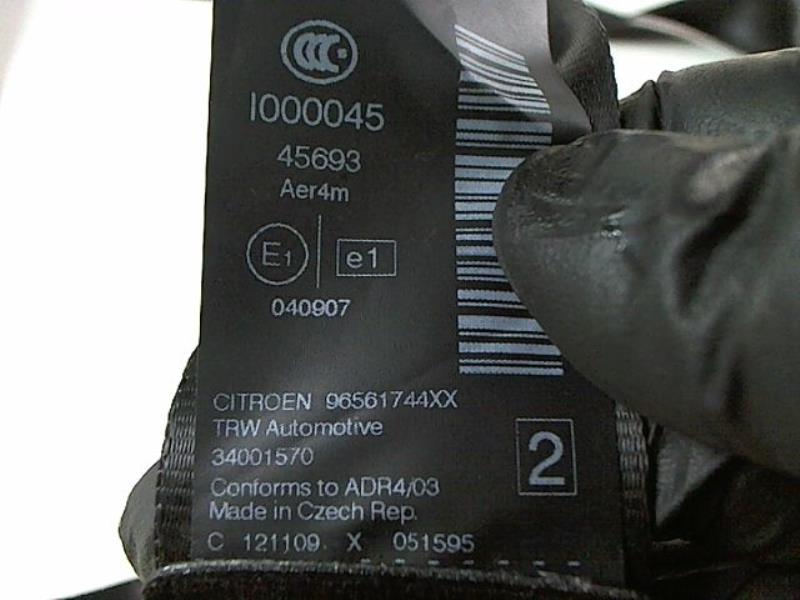 CCC
I000045
45693
Aer4m
E1 e1
040907
CITROEN 96561744XX
TRW Automotive
34001570
2
Conforms to ADR4/03
Made in Czech Rep.
C 121109 X 051595